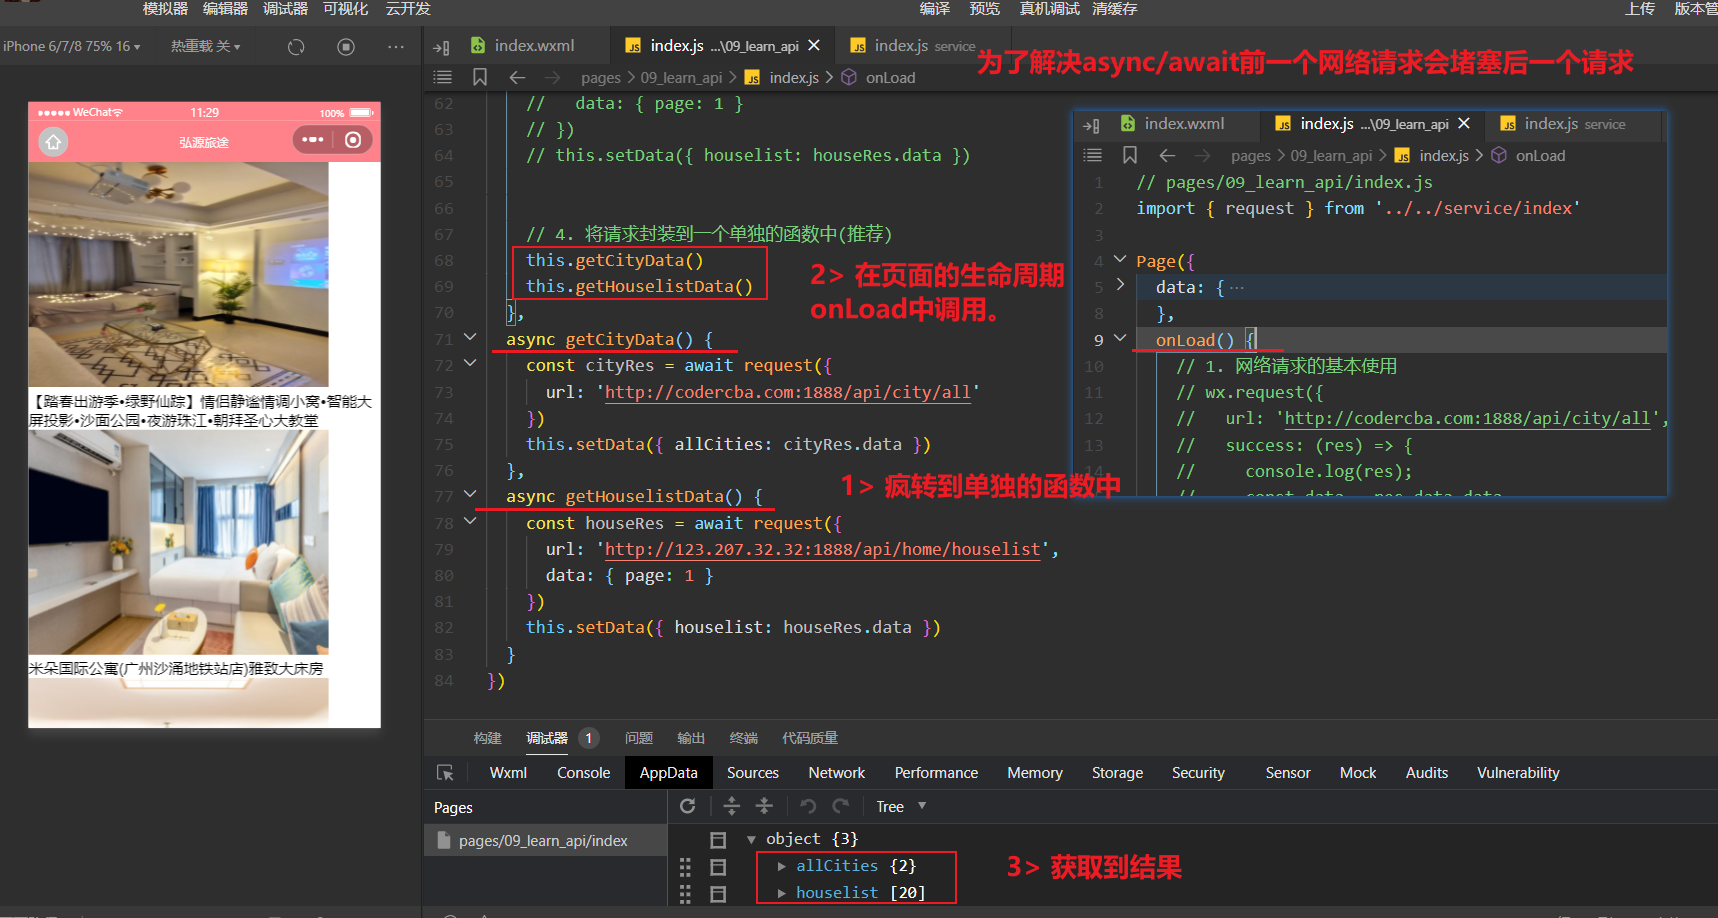 模拟器 编辑器 调试器 可视化 云开发 编译 预览 真机调试 清缓存 上传 版本管
iPhone 6/7/8 75% 16 热重载 关
index.wxml index.js ...\09_learn_api index.js service
为了解决async/await前一个网络请求会堵塞后一个请求
pages > 09_learn_api > index.js > onLoad
WeChat 11:29 100%
弘源旅途
【踏春出游季•绿野仙踪】情侣静谧情调小窝•智能大
屏投影•沙面公园•夜游珠江•朝拜圣心大教堂
米朵国际公寓(广州沙涌地铁站店)雅致大床房
62 //   data: { page: 1 }
63 // })
64 // this.setData({ houselist: houseRes.data })
65
66
67 // 4. 将请求封装到一个单独的函数中(推荐)
68 this.getCityData()
69 this.getHouselistData()
70 },
71 async getCityData() {
72 const cityRes = await request({
73 url: 'http://codercba.com:1888/api/city/all'
74 })
75 this.setData({ allCities: cityRes.data })
76 },
77 async getHouselistData() {
78 const houseRes = await request({
79 url: 'http://123.207.32.32:1888/api/home/houselist',
80 data: { page: 1 }
81 })
82 this.setData({ houselist: houseRes.data })
83 }
84 })
2> 在页面的生命周期
onLoad中调用。
1> 疯转到单独的函数中
index.wxml index.js ...\09_learn_api index.js service
pages > 09_learn_api > index.js > onLoad
1 // pages/09_learn_api/index.js
2 import { request } from '../../service/index'
3
4 Page({
5 data: {···
8 },
9 onLoad() {
10 // 1. 网络请求的基本使用
11 // wx.request({
12 //   url: 'http://codercba.com:1888/api/city/all',
13 //   success: (res) => {
14 //     console.log(res);
//     const data = res.data.data
构建 调试器 1 问题 输出 终端 代码质量
Wxml Console AppData Sources Network Performance Memory Storage Security Sensor Mock Audits Vulnerability
Pages Tree
pages/09_learn_api/index
object {3}
allCities {2}
houselist [20]
3> 获取到结果